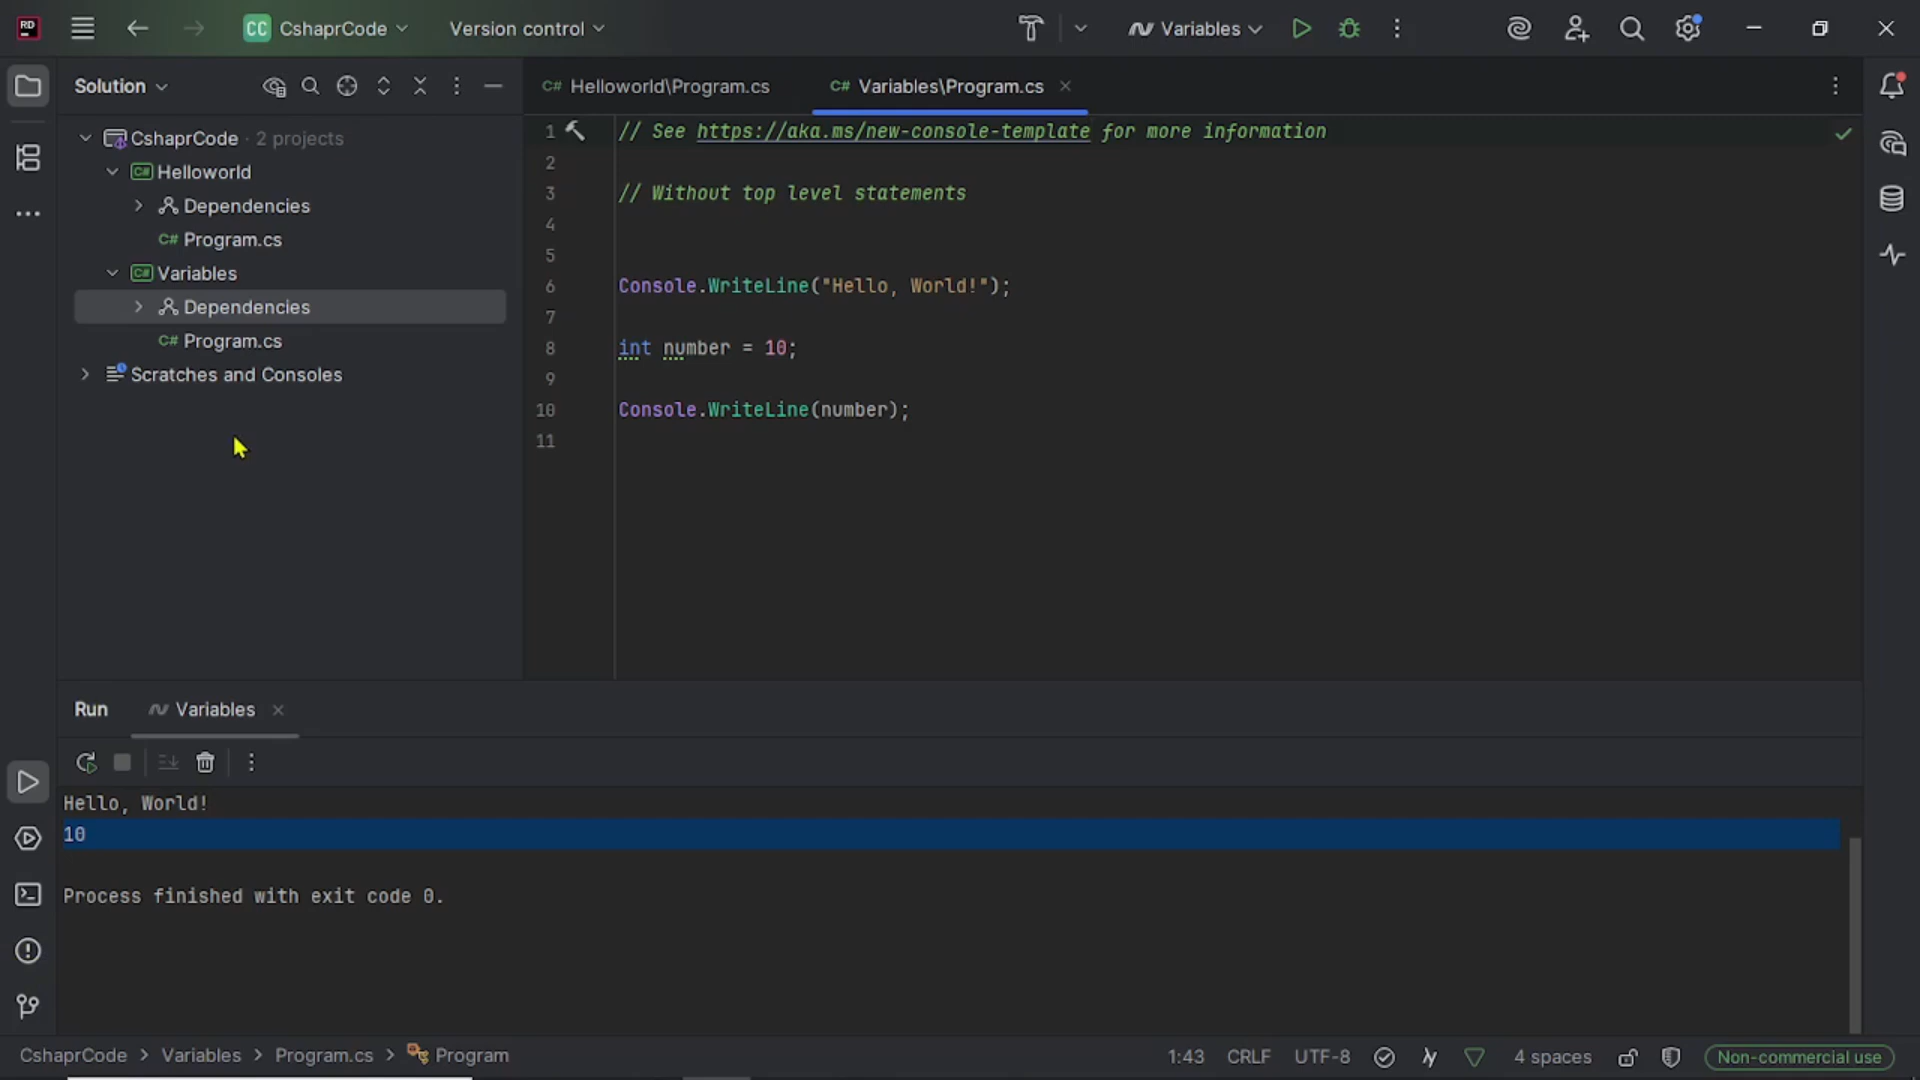 RD
CC CshaprCode
Version control
Variables
Solution
C# Helloworld\Program.cs
C# Variables\Program.cs
CshaprCode · 2 projects
C# Helloworld
Dependencies
C# Program.cs
C# Variables
Dependencies
C# Program.cs
Scratches and Consoles
1 // See https://aka.ms/new-console-template for more information
2
3 // Without top level statements
4
5
6 Console.WriteLine("Hello, World!");
7
8 int number = 10;
9
10 Console.WriteLine(number);
11
Run
Variables
Hello, World!
10
Process finished with exit code 0.
CshaprCode > Variables > Program.cs > Program
1:43 CRLF UTF-8 4 spaces Non-commercial use